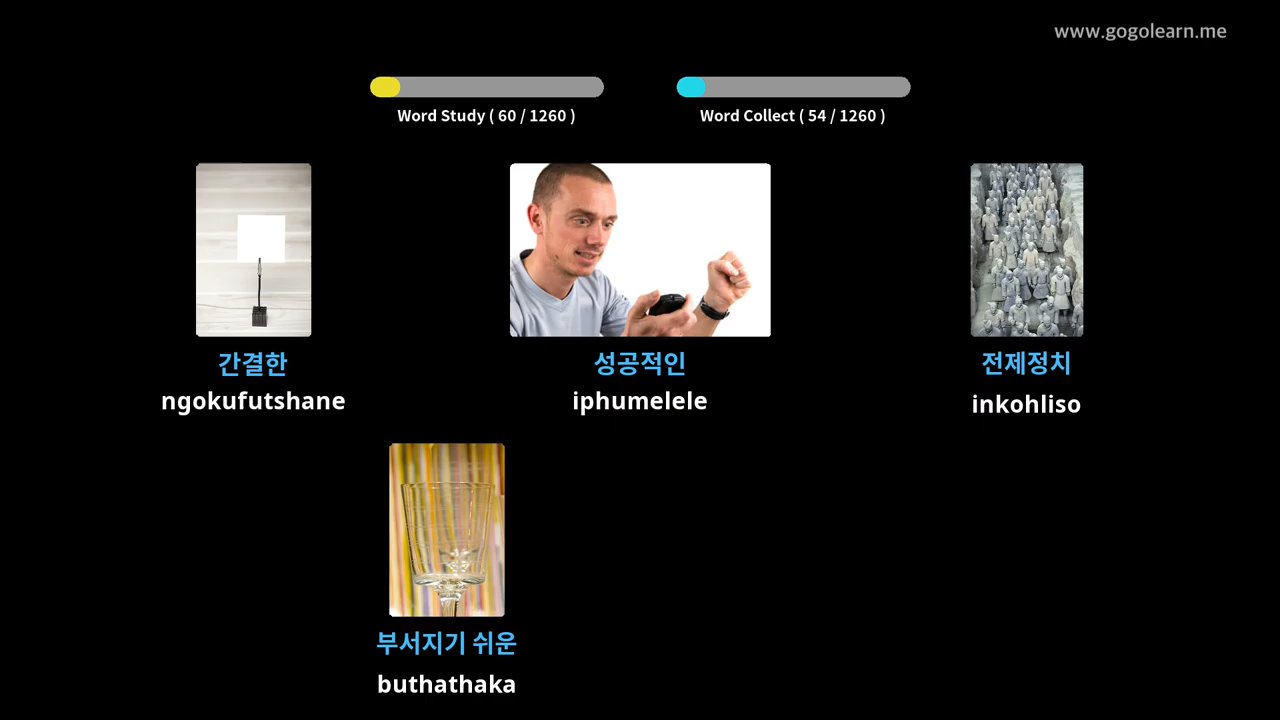 www.gogolearn.me
Word Study ( 60 / 1260 )
Word Collect ( 54 / 1260 )
간결한
ngokufutshane
성공적인
iphumelele
전제정치
inkohliso
부서지기 쉬운
buthathaka